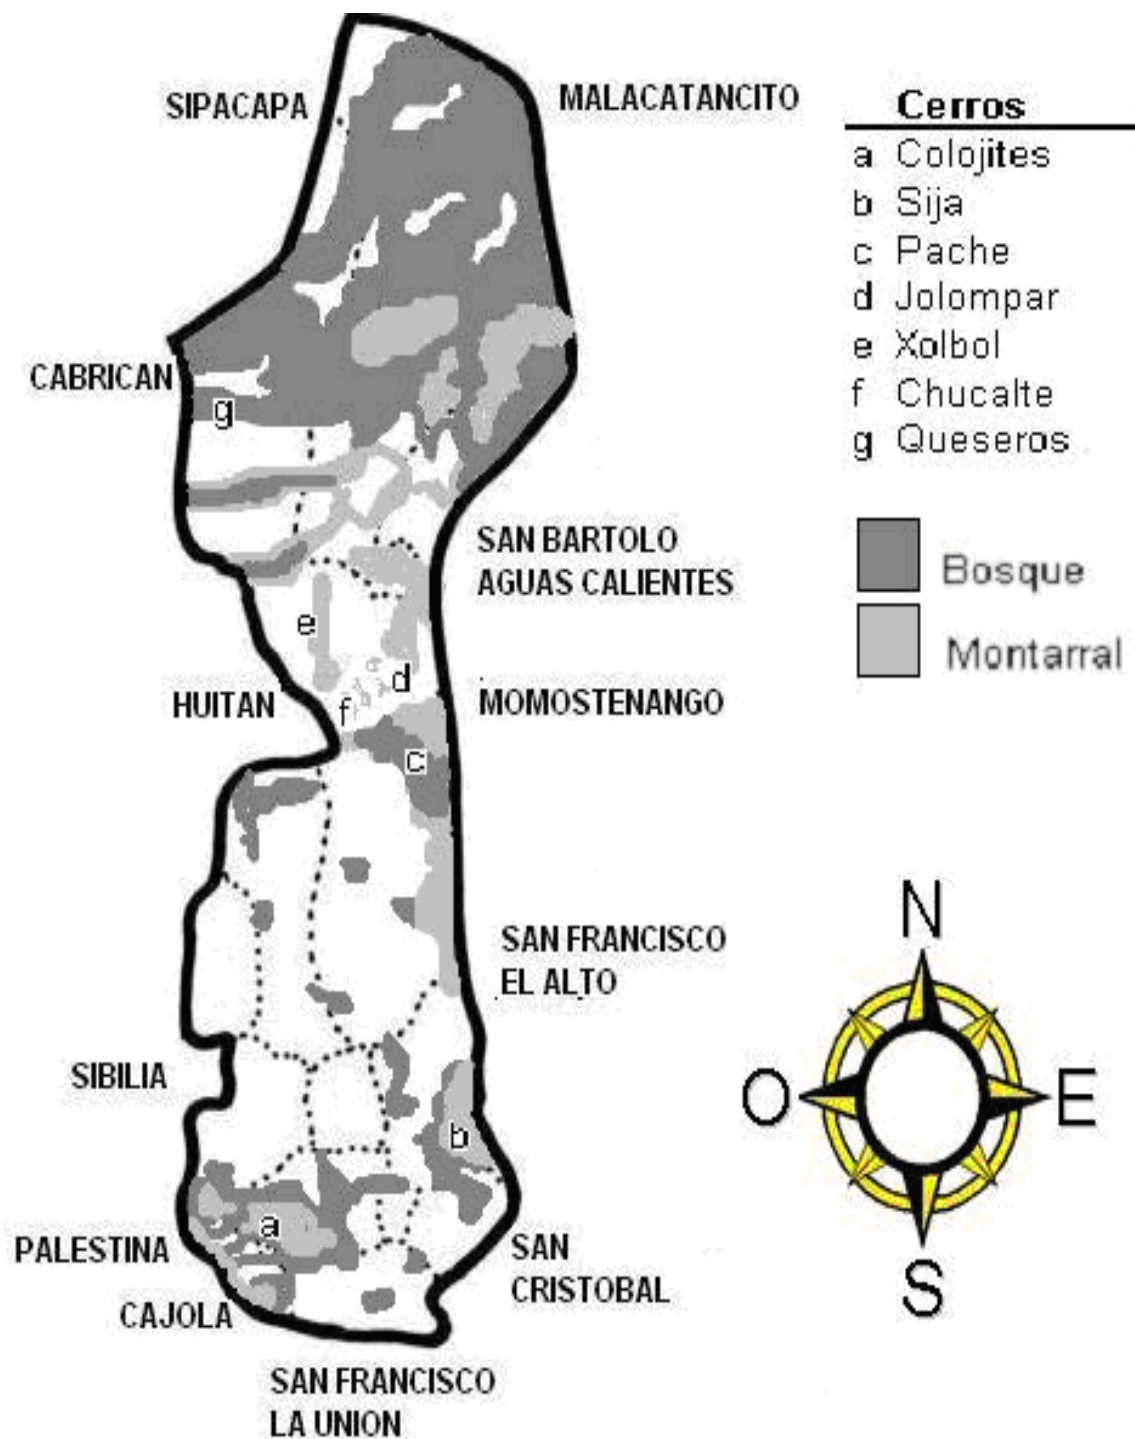 SIPACAPA
MALACATANCITO
CABRICAN
SAN BARTOLO
AGUAS CALIENTES
HUITAN
MOMOSTENANGO
SAN FRANCISCO
EL ALTO
SIBILIA
PALESTINA
SAN
CRISTOBAL
CAJOLA
SAN FRANCISCO
LA UNION
g
e
d
f
c
b
a
Cerros
a Colojites
b Sija
c Pache
d Jolompar
e Xolbol
f Chucalte
g Queseros
Bosque
Montarral
N
O
E
S